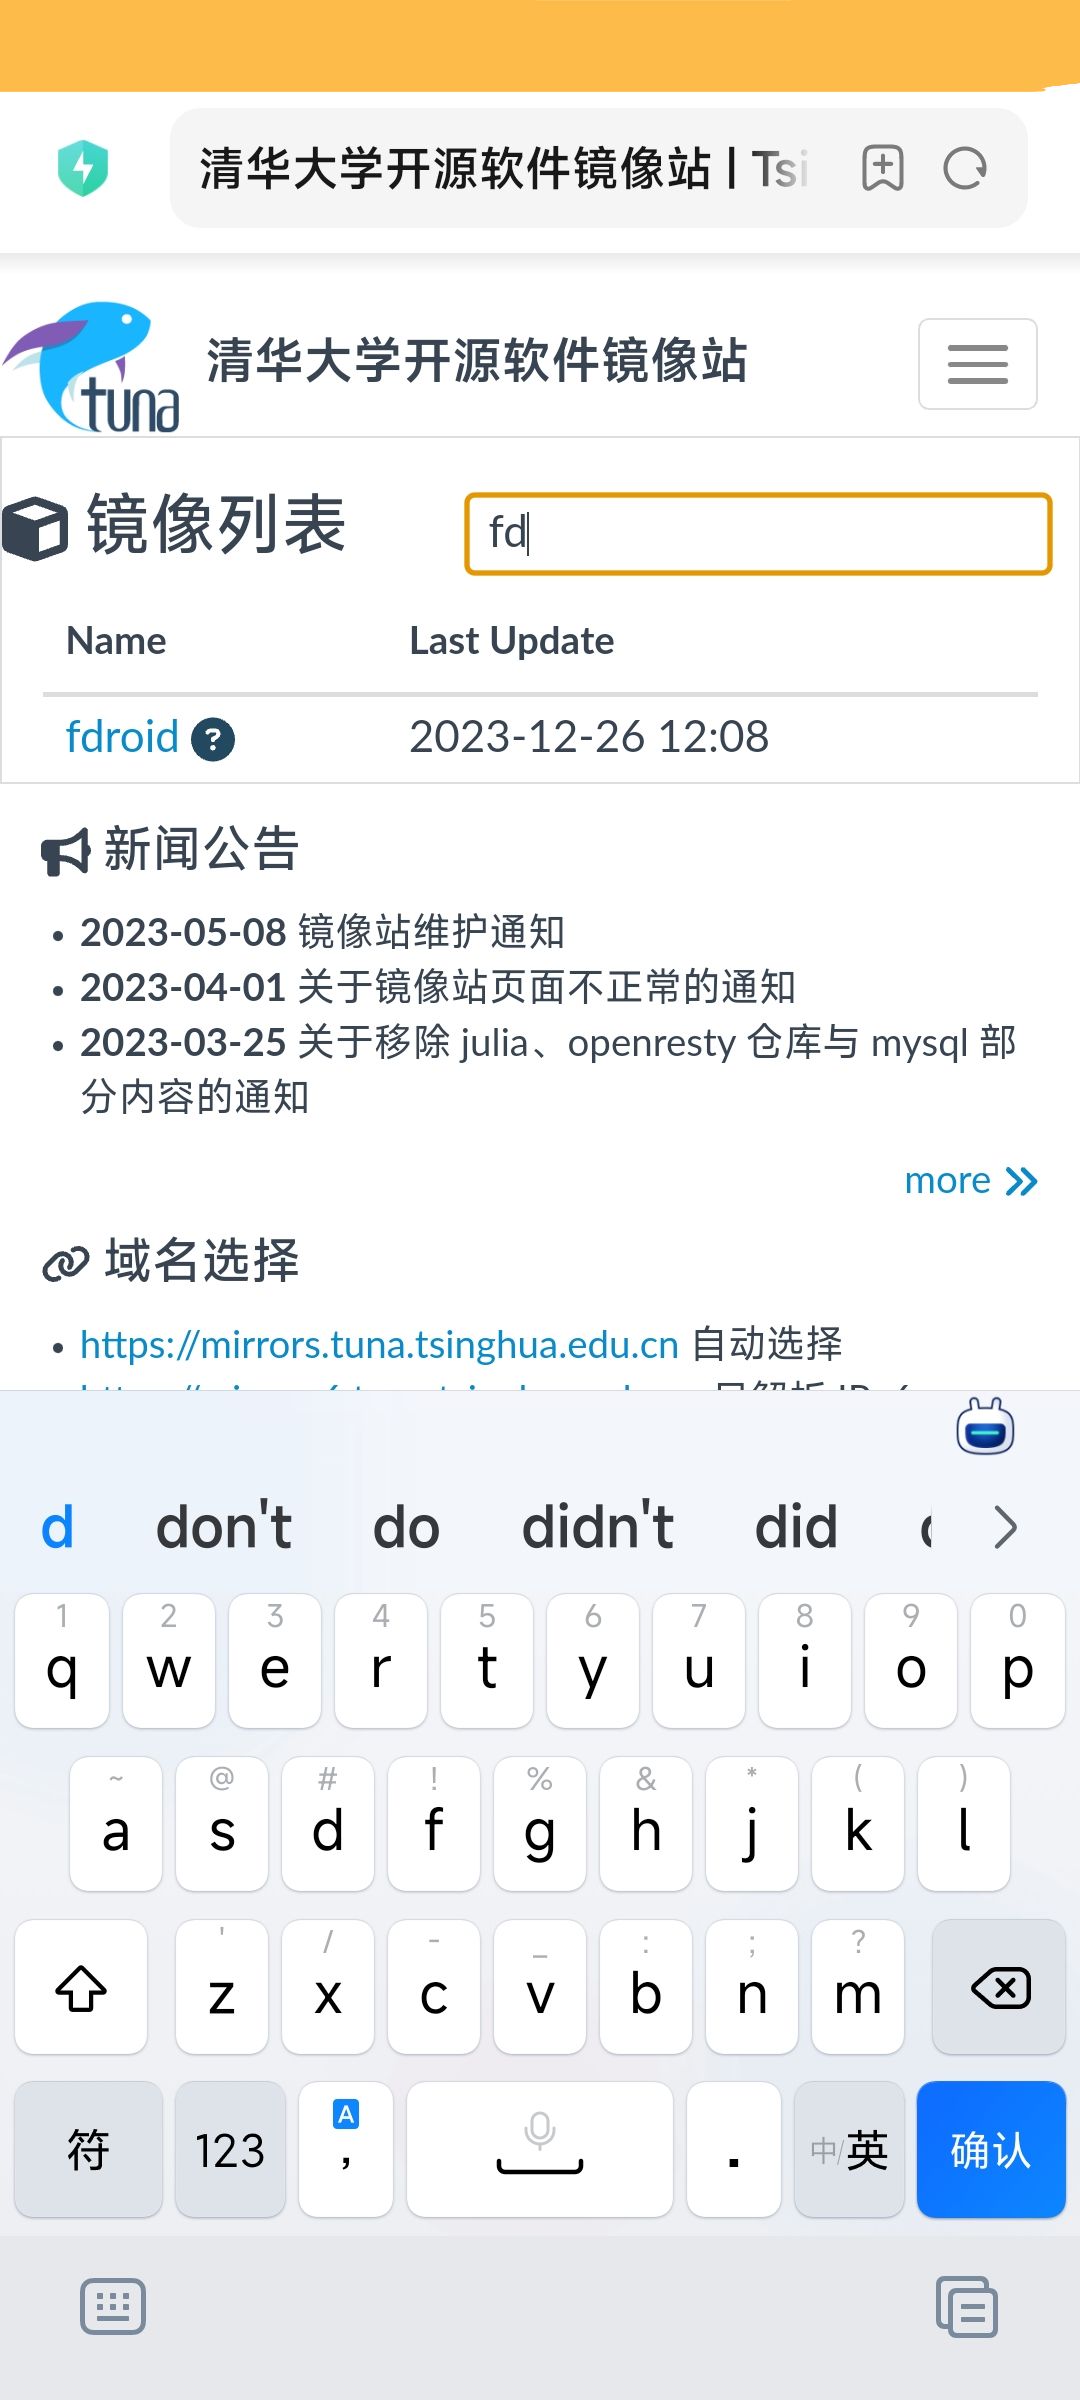 清华大学开源软件镜像站 | Tsi
tuna
清华大学开源软件镜像站
镜像列表
fd
Name Last Update
fdroid ? 2023-12-26 12:08
新闻公告
• 2023-05-08 镜像站维护通知
• 2023-04-01 关于镜像站页面不正常的通知
• 2023-03-25 关于移除 julia、openresty 仓库与 mysql 部
分内容的通知
more
域名选择
• https://mirrors.tuna.tsinghua.edu.cn 自动选择
d don't do didn't did
1 2 3 4 5 6 7 8 9 0
q w e r t y u i o p
~ @ # ! % & * ( )
a s d f g h j k l
' / - _ : ; ?
z x c v b n m
符 123 A , . 中/英 确认